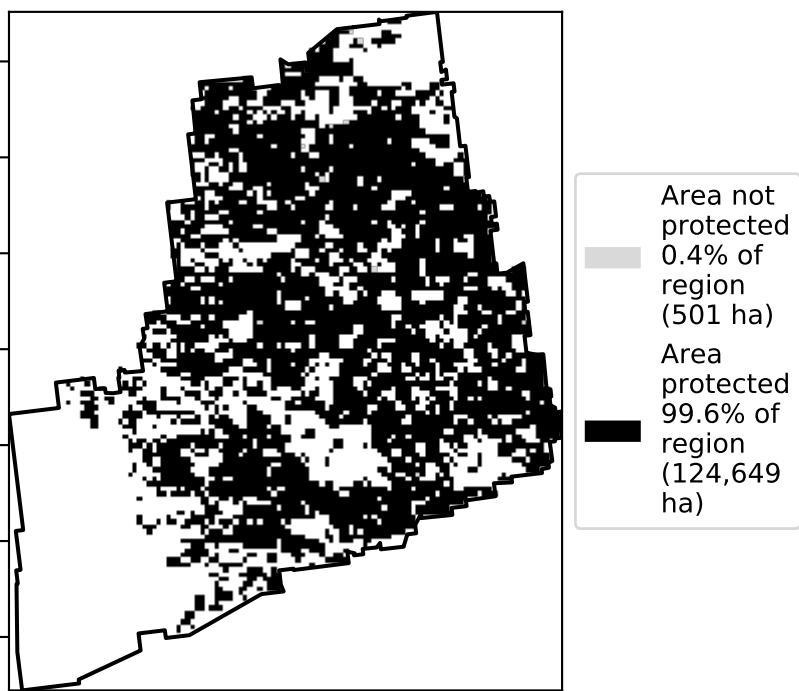 Area not
protected
0.4% of
region
(501 ha)
Area
protected
99.6% of
region
(124,649
ha)